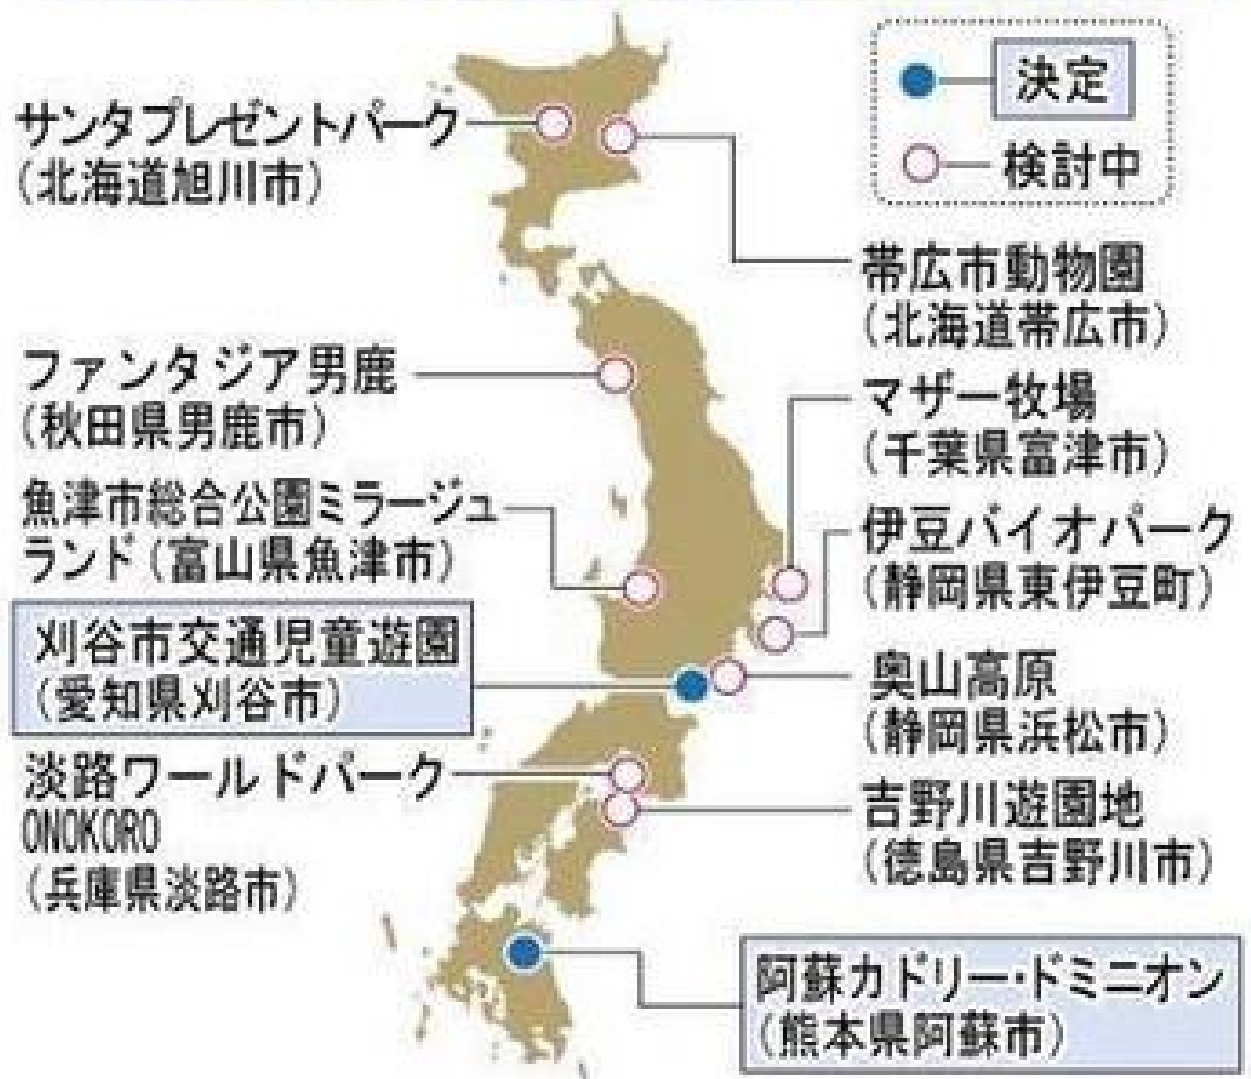 決定
検討中
サンタプレゼントパーク
(北海道旭川市)
帯広市動物園
(北海道帯広市)
ファンタジア男鹿
(秋田県男鹿市)
マザー牧場
(千葉県富津市)
魚津市総合公園ミラージュ
ランド(富山県魚津市)
伊豆バイオパーク
(静岡県東伊豆町)
刈谷市交通児童遊園
(愛知県刈谷市)
奥山高原
(静岡県浜松市)
淡路ワールドパーク
ONOKORO
(兵庫県淡路市)
吉野川遊園地
(徳島県吉野川市)
阿蘇カドリー・ドミニオン
(熊本県阿蘇市)